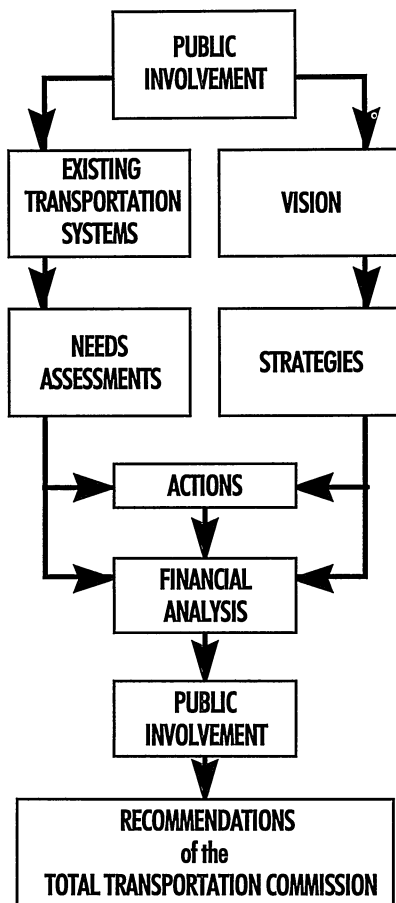 PUBLIC
INVOLVEMENT
EXISTING
TRANSPORTATION
SYSTEMS
VISION
NEEDS
ASSESSMENTS
STRATEGIES
ACTIONS
FINANCIAL
ANALYSIS
PUBLIC
INVOLVEMENT
RECOMMENDATIONS
of the
TOTAL TRANSPORTATION COMMISSION